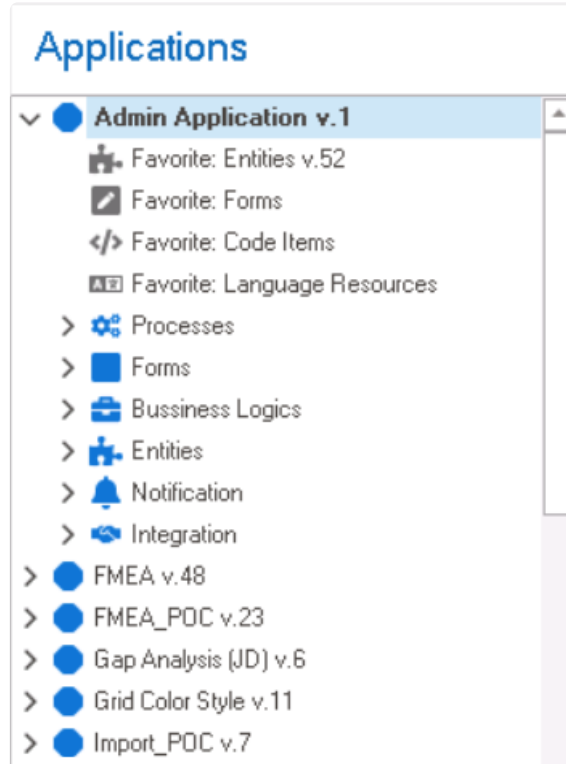 Applications
Admin Application v.1
Favorite: Entities v.52
Favorite: Forms
Favorite: Code Items
Favorite: Language Resources
Processes
Forms
Bussiness Logics
Entities
Notification
Integration
FMEA v.48
FMEA_POC v.23
Gap Analysis (JD) v.6
Grid Color Style v.11
Import_POC v.7